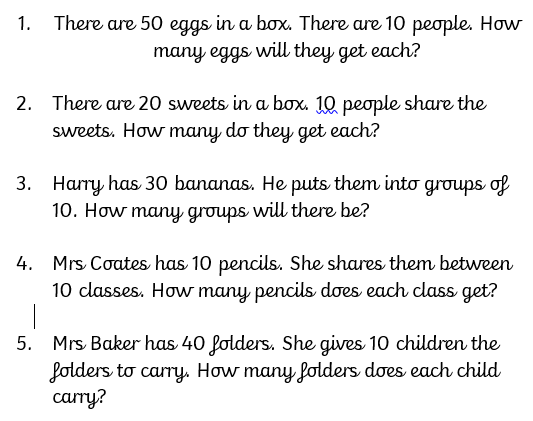 1. There are 50 eggs in a box. There are 10 people. How
many eggs will they get each?
2. There are 20 sweets in a box. 10 people share the
sweets. How many do they get each?
3. Harry has 30 bananas. He puts them into groups of
10. How many groups will there be?
4. Mrs Coates has 10 pencils. She shares them between
10 classes. How many pencils does each class get?
5. Mrs Baker has 40 folders. She gives 10 children the
folders to carry. How many folders does each child
carry?